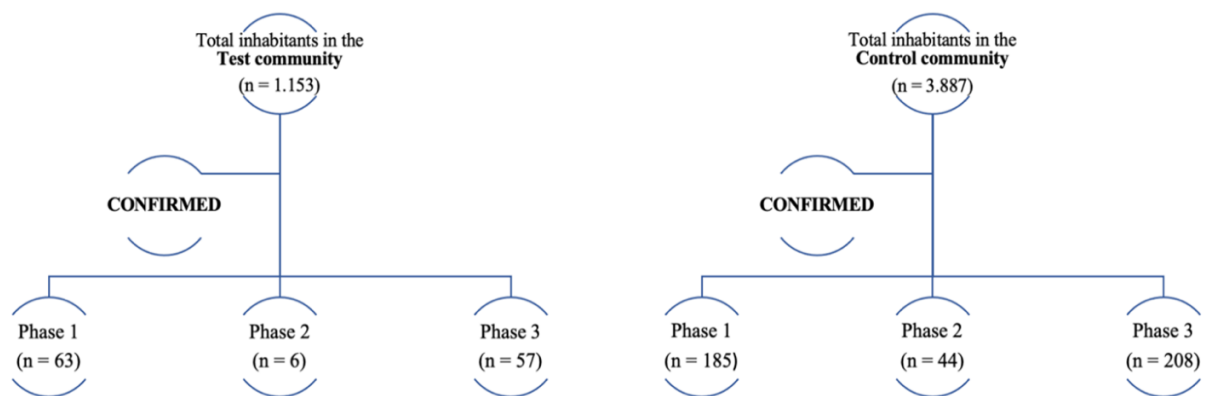 Total inhabitants in the
Test community
(n = 1.153)
CONFIRMED
Phase 1
(n = 63)
Phase 2
(n = 6)
Phase 3
(n = 57)
Total inhabitants in the
Control community
(n = 3.887)
CONFIRMED
Phase 1
(n = 185)
Phase 2
(n = 44)
Phase 3
(n = 208)